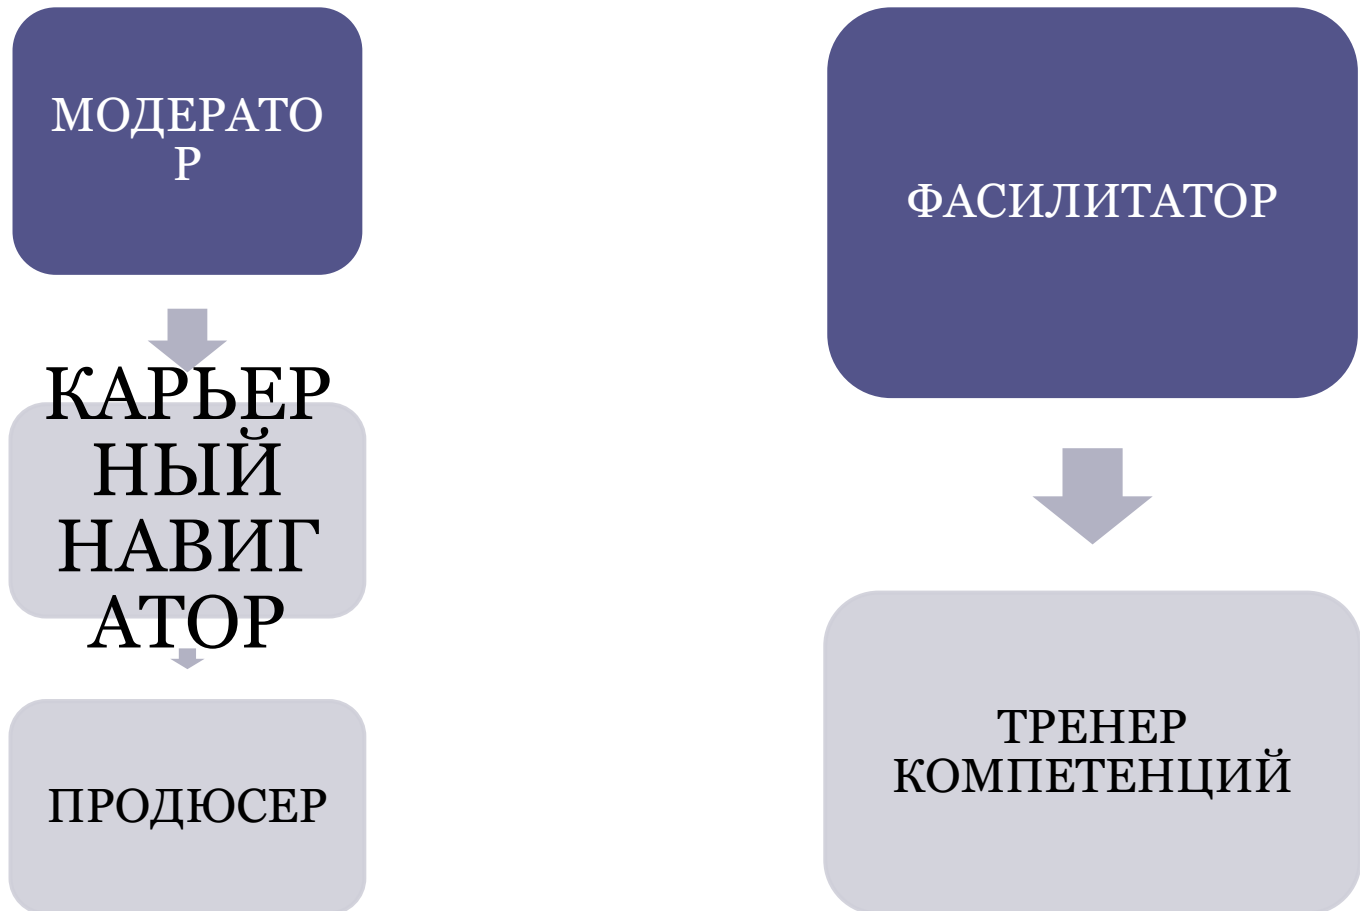 МОДЕРАТО
Р
КАРЬЕР
НЫЙ
НАВИГ
АТОР
ПРОДЮСЕР
ФАСИЛИТАТОР
ТРЕНЕР
КОМПЕТЕНЦИЙ